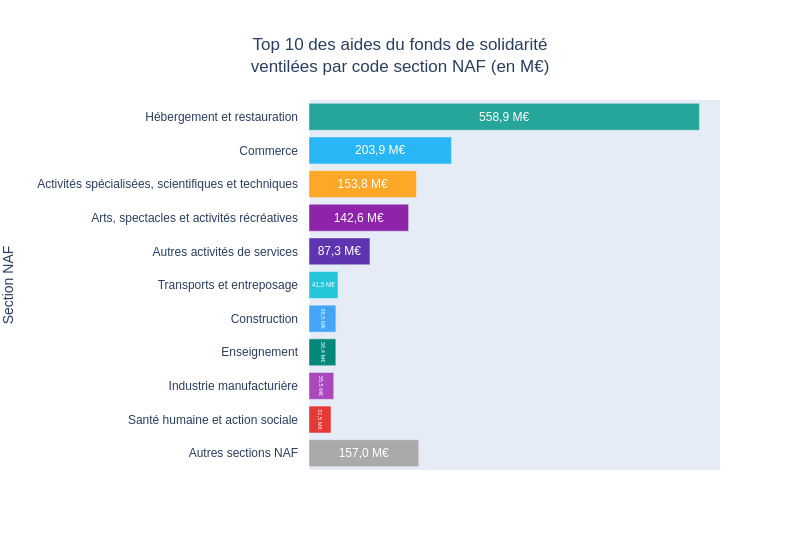 Top 10 des aides du fonds de solidarité
ventilées par code section NAF (en M€)
Section NAF
Hébergement et restauration 558,9 M€
Commerce 203,9 M€
Activités spécialisées, scientifiques et techniques 153,8 M€
Arts, spectacles et activités récréatives 142,6 M€
Autres activités de services 87,3 M€
Transports et entreposage 41,5 M€
Construction
Enseignement
Industrie manufacturière
Santé humaine et action sociale
Autres sections NAF 157,0 M€